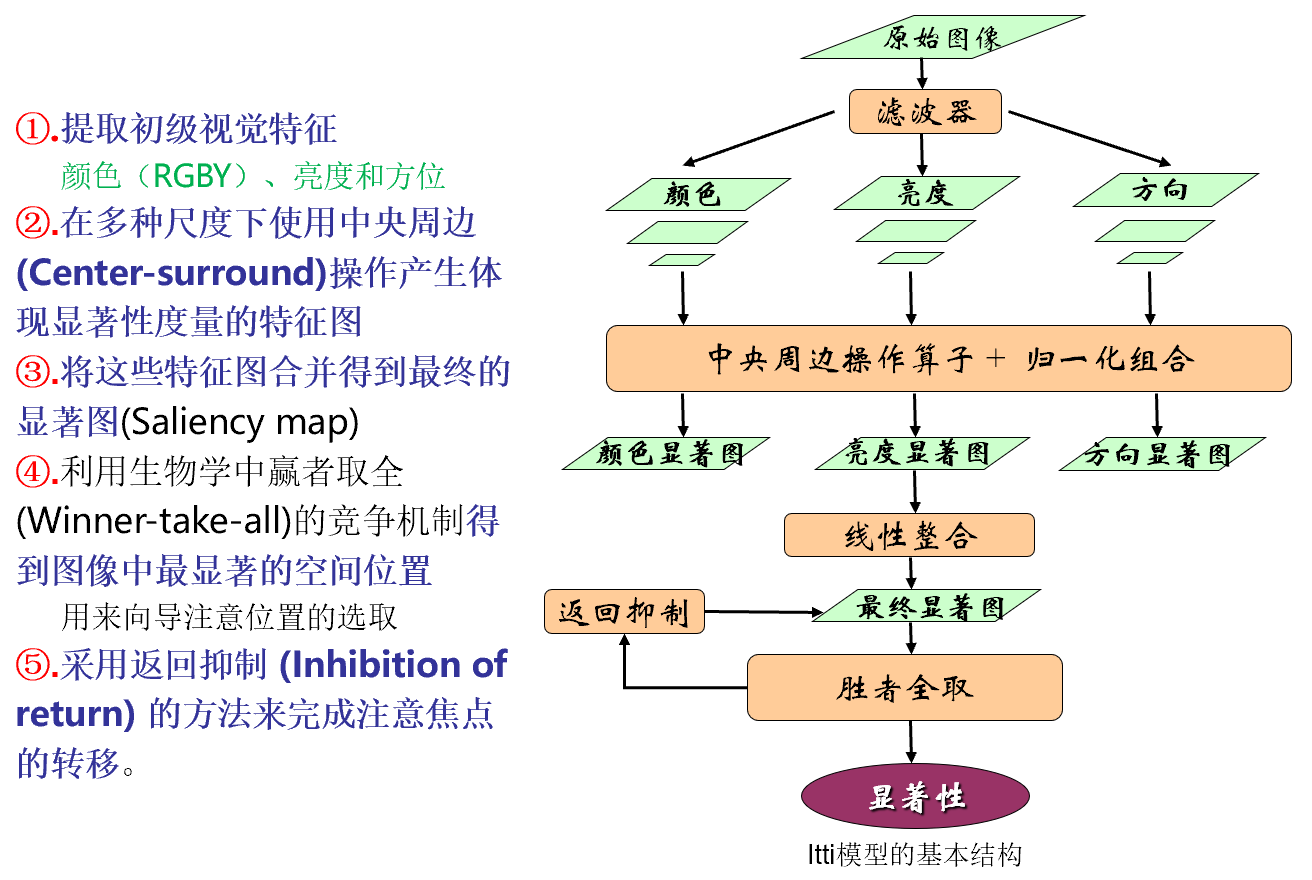 ①.提取初级视觉特征
颜色（RGBY）、亮度和方位
②.在多种尺度下使用中央周边
(Center-surround)操作产生体
现显著性度量的特征图
③.将这些特征图合并得到最终的
显著图(Saliency map)
④.利用生物学中赢者取全
(Winner-take-all)的竞争机制得
到图像中最显著的空间位置
用来向导注意位置的选取
⑤.采用返回抑制 (Inhibition of
return) 的方法来完成注意焦点
的转移。
原始图像
滤波器
颜色
亮度
方向
中央周边操作算子 + 归一化组合
颜色显著图
亮度显著图
方向显著图
线性整合
返回抑制
最终显著图
胜者全取
显著性
Itti模型的基本结构